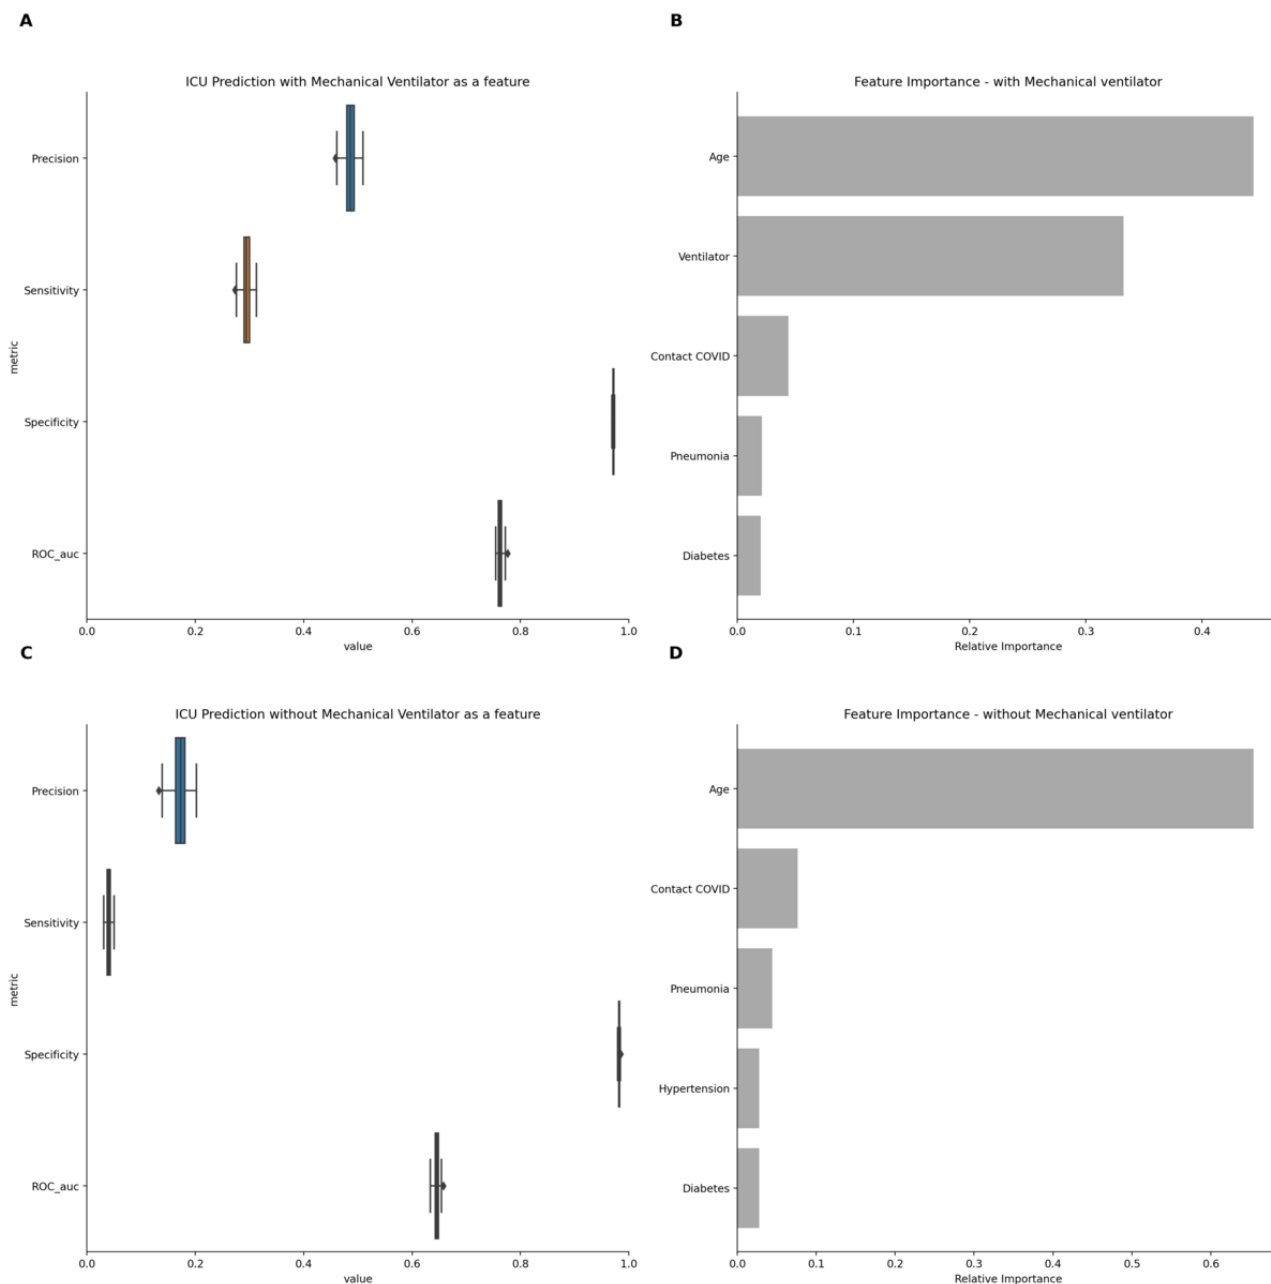 A
ICU Prediction with Mechanical Ventilator as a feature
Precision
Sensitivity
Specificity
ROC_auc
metric
0.0 0.2 0.4 0.6 0.8 1.0
value
B
Feature Importance - with Mechanical ventilator
Age
Ventilator
Contact COVID
Pneumonia
Diabetes
0.0 0.1 0.2 0.3 0.4
Relative Importance
C
ICU Prediction without Mechanical Ventilator as a feature
Precision
Sensitivity
Specificity
ROC_auc
metric
0.0 0.2 0.4 0.6 0.8 1.0
value
D
Feature Importance - without Mechanical ventilator
Age
Contact COVID
Pneumonia
Hypertension
Diabetes
0.0 0.1 0.2 0.3 0.4 0.5 0.6
Relative Importance